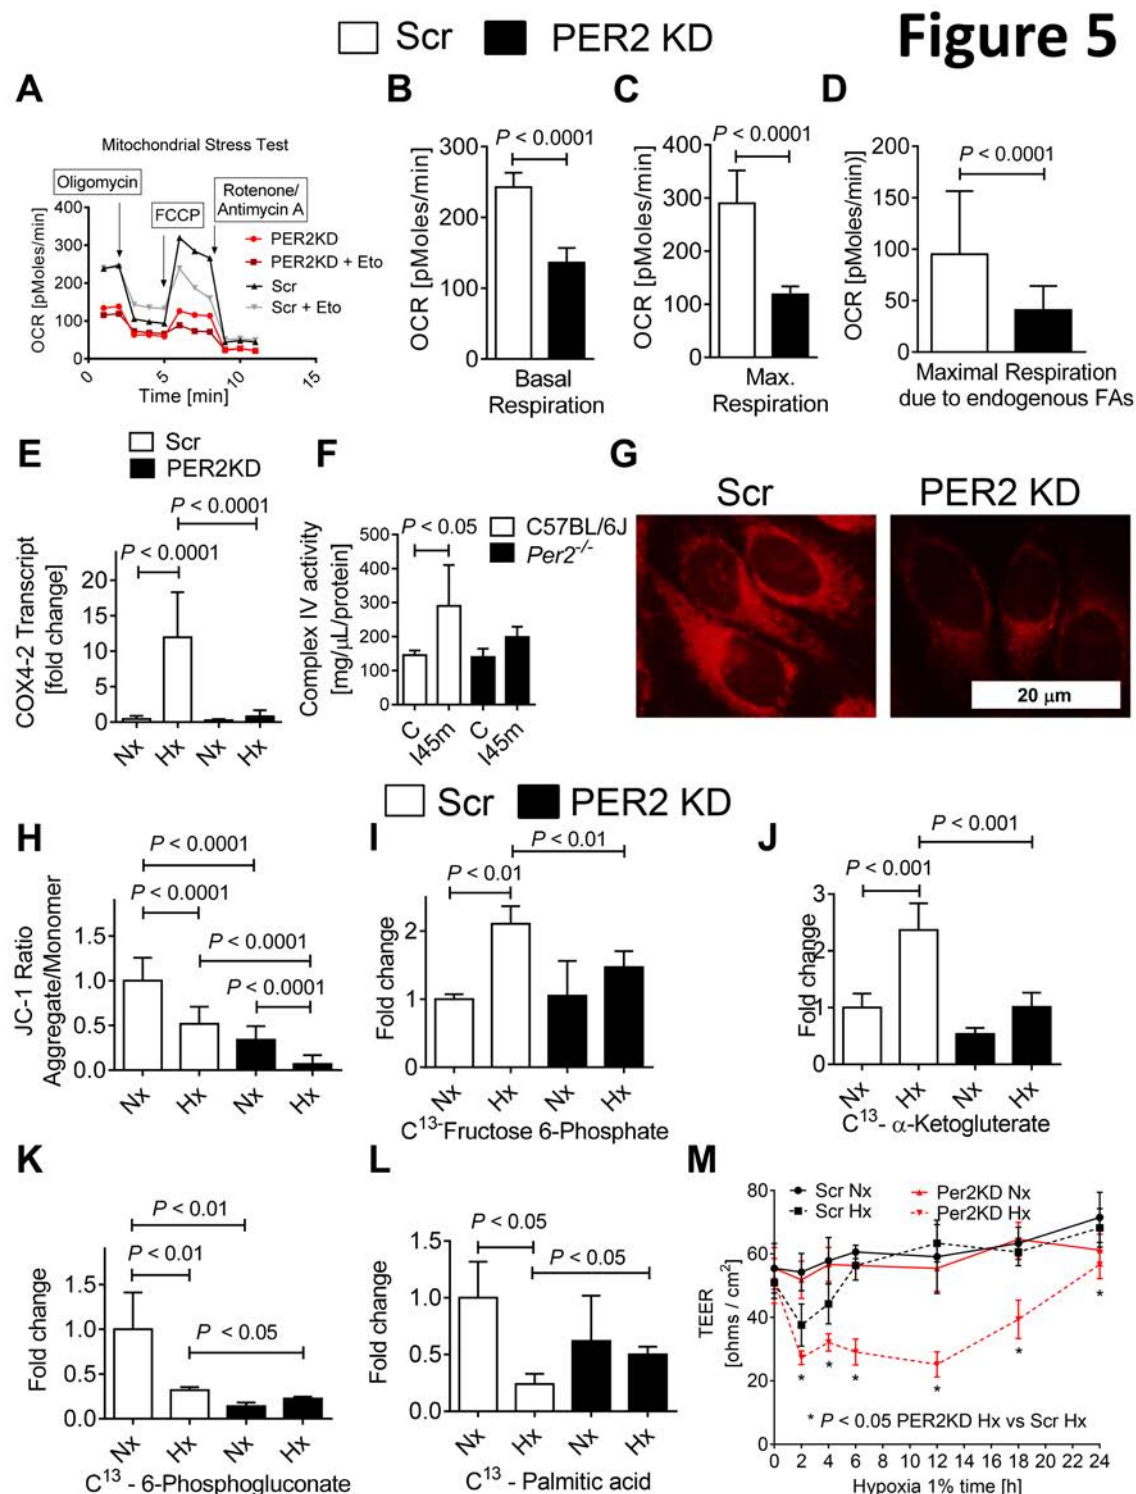 Scr PER2 KD Figure 5
A
Mitochondrial Stress Test
Oligomycin
FCCP
Rotenone/
Antimycin A
OCR [pMoles/min]
400
300
200
100
0
0 5 10 15
Time [min]
PER2KD
PER2KD + Eto
Scr
Scr + Eto
B
P < 0.0001
OCR [pMoles/min]
300
200
100
0
Basal
Respiration
C
P < 0.0001
OCR [pMoles/min]
400
300
200
100
0
Max.
Respiration
D
P < 0.0001
OCR [pMoles/min)]
200
150
100
50
0
Maximal Respiration
due to endogenous FAs
E
Scr
PER2KD
P < 0.0001
P < 0.0001
COX4-2 Transcript
[fold change]
20
15
10
5
0
Nx Hx Nx Hx
F
P < 0.05
C57BL/6J
Per2-/-
Complex IV activity
[mg/μL/protein]
500
400
300
200
100
0
C I45m C I45m
G
Scr PER2 KD
20 μm
Scr PER2 KD
H
P < 0.0001
P < 0.0001
P < 0.0001
P < 0.0001
JC-1 Ratio
Aggregate/Monomer
1.5
1.0
0.5
0.0
Nx Hx Nx Hx
I
P < 0.01
P < 0.01
Fold change
2
1
0
Nx Hx Nx Hx
C13-Fructose 6-Phosphate
J
P < 0.001
P < 0.001
Fold change
3
2
1
0
Nx Hx Nx Hx
C13- α-Ketogluterate
K
P < 0.01
P < 0.01
P < 0.05
Fold change
1.0
0.5
0.0
Nx Hx Nx Hx
C13 - 6-Phosphogluconate
L
P < 0.05
P < 0.05
Fold change
1.5
1.0
0.5
0.0
Nx Hx Nx Hx
C13 - Palmitic acid
M
Scr Nx Per2KD Nx
Scr Hx Per2KD Hx
TEER
[ohms / cm2]
80
60
40
20
0
* * * * * *
* P < 0.05 PER2KD Hx vs Scr Hx
0 2 4 6 8 10 12 14 16 18 20 22 24
Hypoxia 1% time [h]